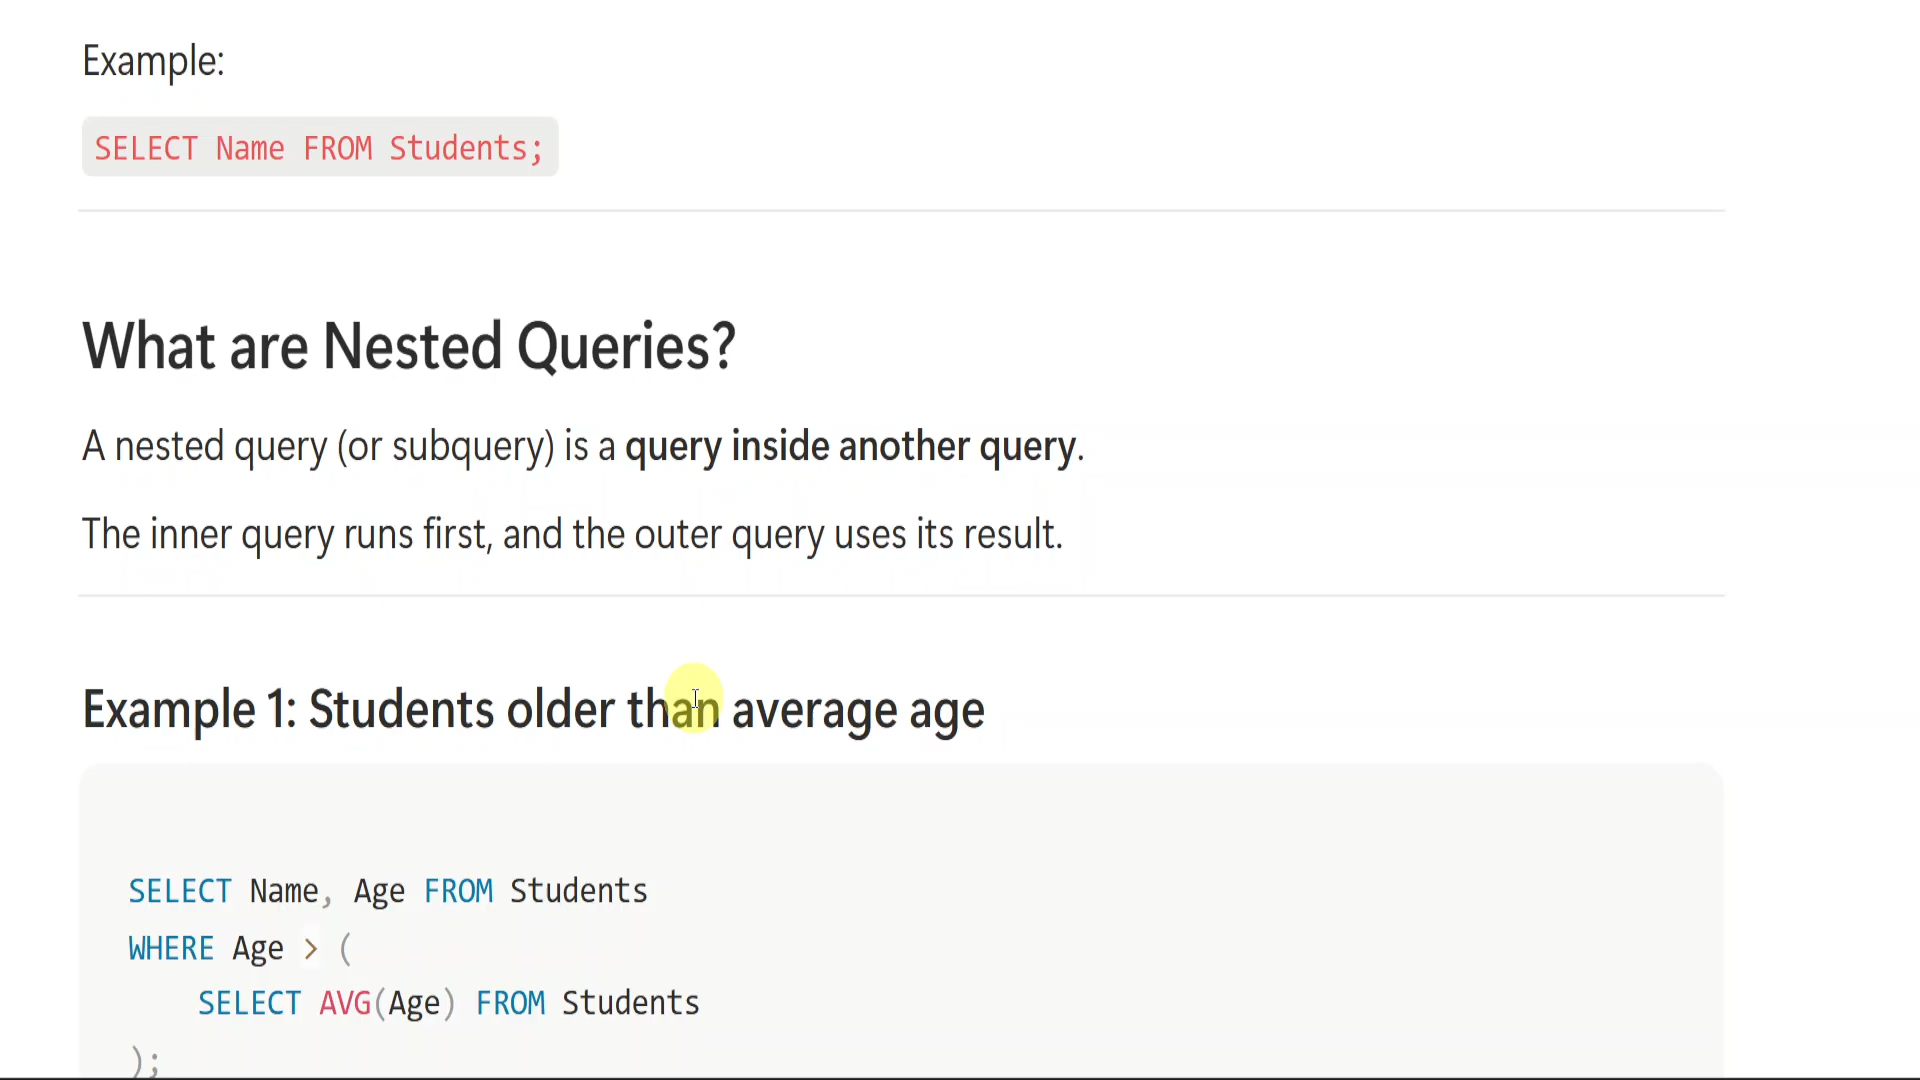 Example:
SELECT Name FROM Students;
What are Nested Queries?
A nested query (or subquery) is a query inside another query.
The inner query runs first, and the outer query uses its result.
Example 1: Students older than average age
SELECT Name, Age FROM Students
WHERE Age > (
    SELECT AVG(Age) FROM Students
);